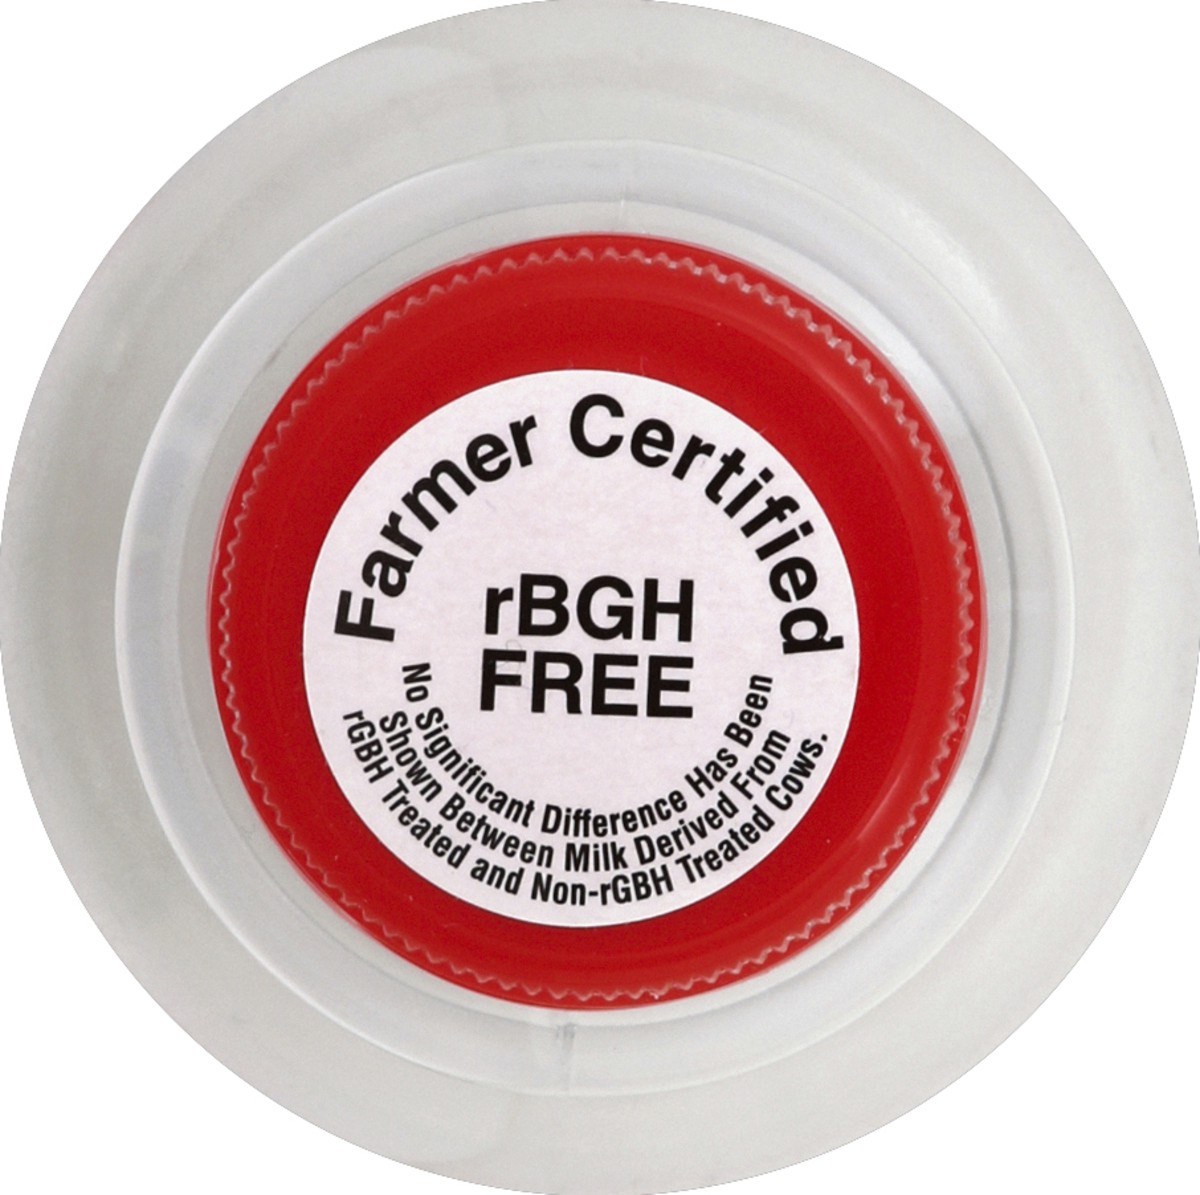 Farmer Certified
rBGH
FREE
No Significant Difference Has Been
Shown Between Milk Derived From
rGBH Treated and Non-rGBH Treated Cows.